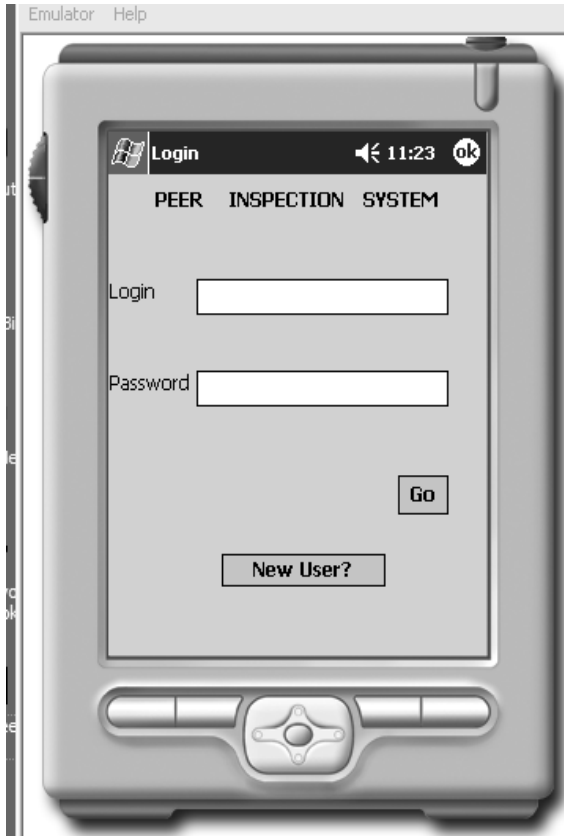 Emulator Help
Login 11:23 ok
PEER INSPECTION SYSTEM
Login
Password
Go
New User?